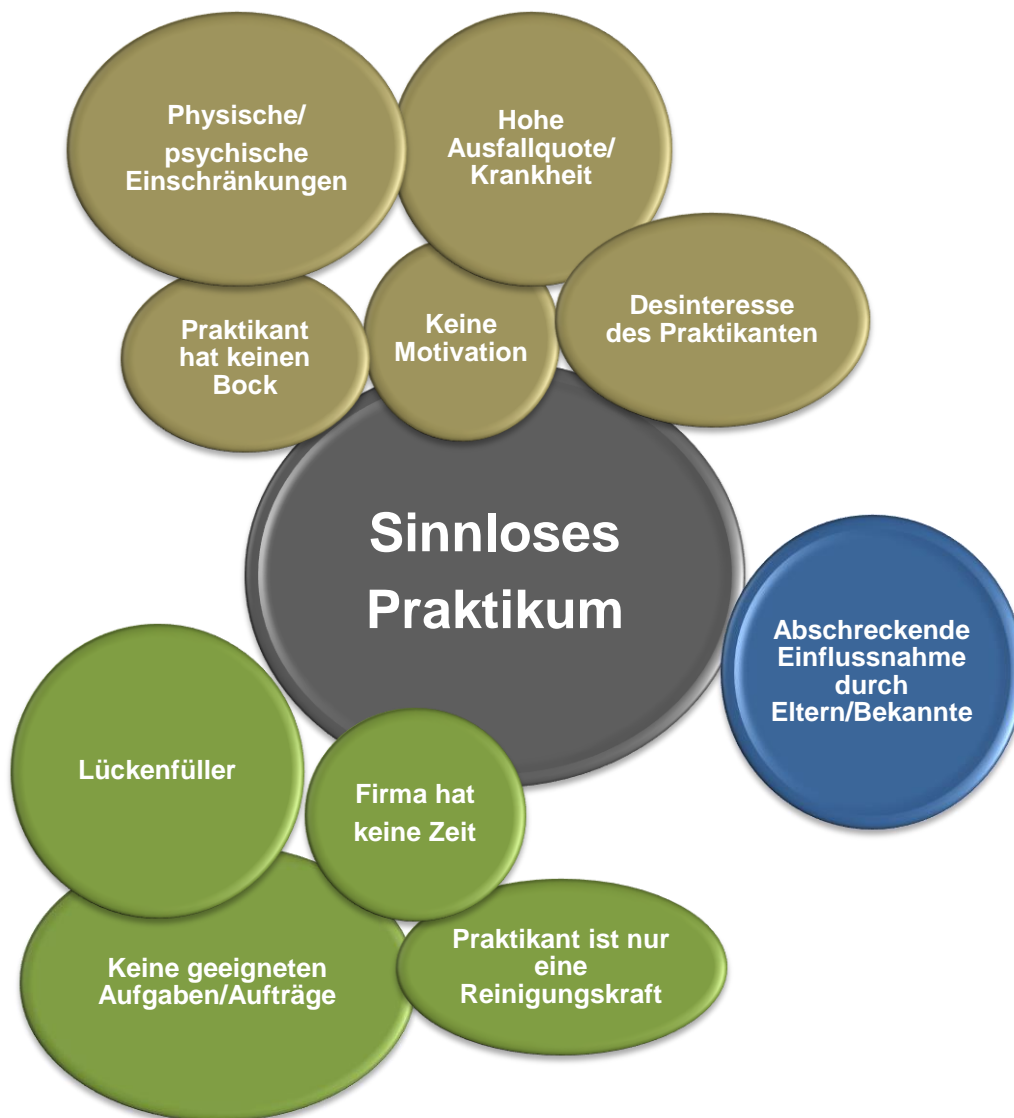 Physische/
psychische
Einschränkungen
Hohe
Ausfallquote/
Krankheit
Praktikant
hat keinen
Bock
Keine
Motivation
Desinteresse
des Praktikanten
Sinnloses
Praktikum
Abschreckende
Einflussnahme
durch
Eltern/Bekannte
Lückenfüller
Firma hat
keine Zeit
Keine geeigneten
Aufgaben/Aufträge
Praktikant ist nur
eine
Reinigungskraft